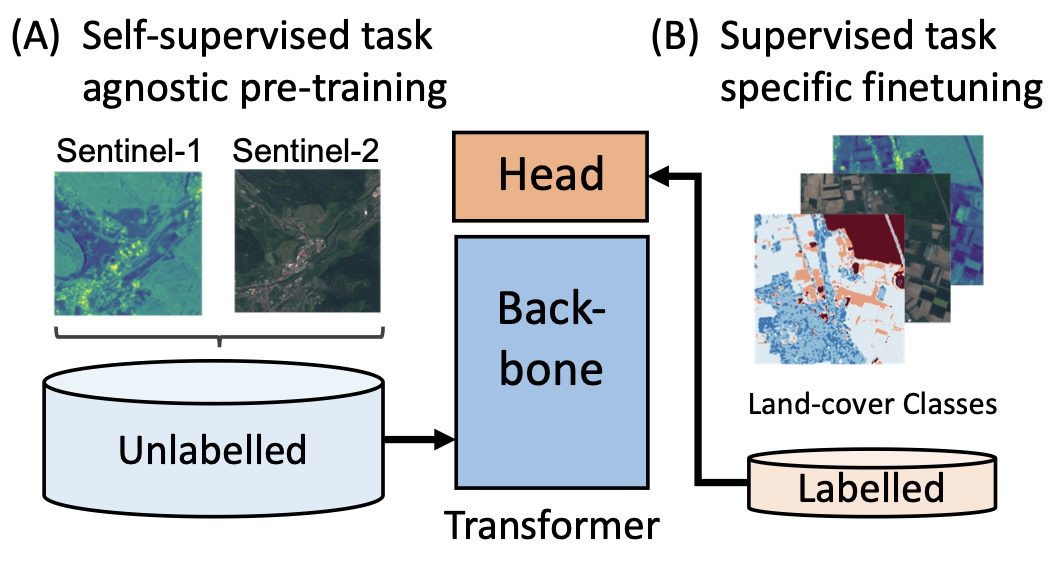 (A) Self-supervised task
agnostic pre-training
(B) Supervised task
specific finetuning
Sentinel-1
Sentinel-2
Head
Back-
bone
Unlabelled
Transformer
Land-cover Classes
Labelled